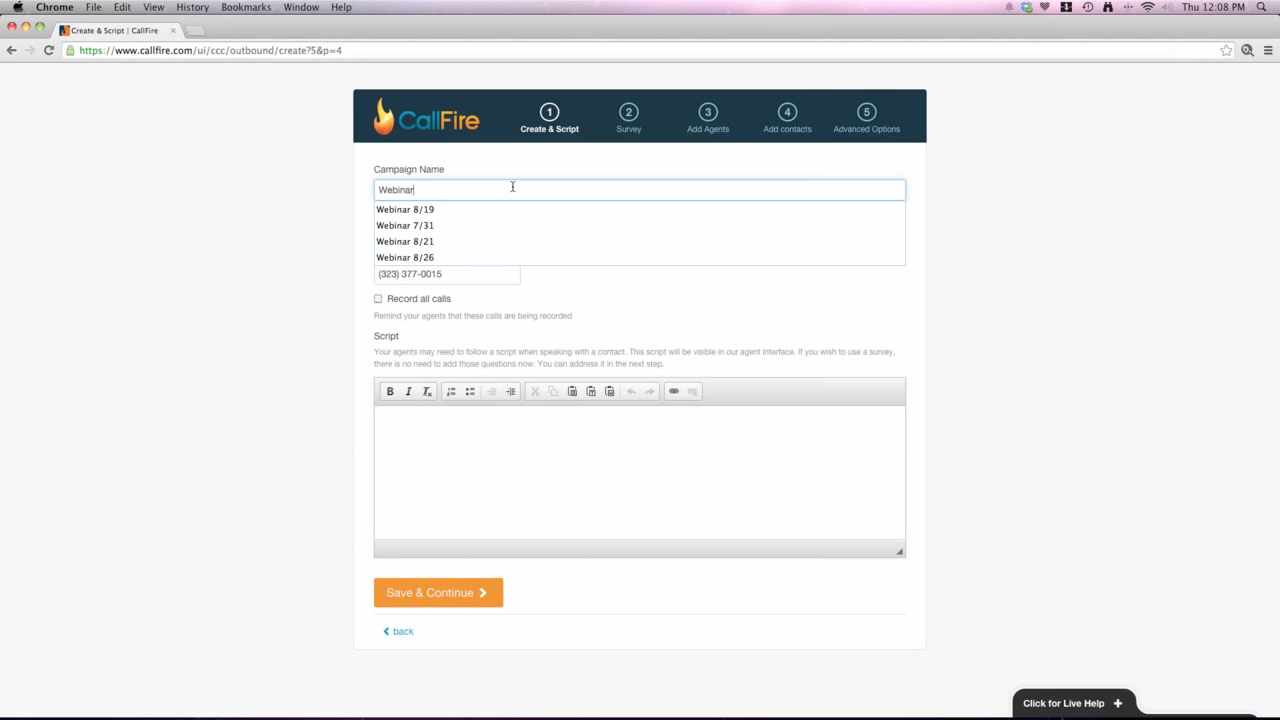 Chrome File Edit View History Bookmarks Window Help
1 Thu 12:08 PM
Create & Script | CallFire
https://www.callfire.com/ui/ccc/outbound/create?5&p=4
CallFire
1 2 3 4 5
Create & Script Survey Add Agents Add contacts Advanced Options
Campaign Name
Webinar
Webinar 8/19
Webinar 7/31
Webinar 8/21
Webinar 8/26
(323) 377-0015
Record all calls
Remind your agents that these calls are being recorded
Script
Your agents may need to follow a script when speaking with a contact. This script will be visible in our agent interface. If you wish to use a survey,
there is no need to add those questions now. You can address it in the next step.
B I Tx
Save & Continue
back
Click for Live Help +